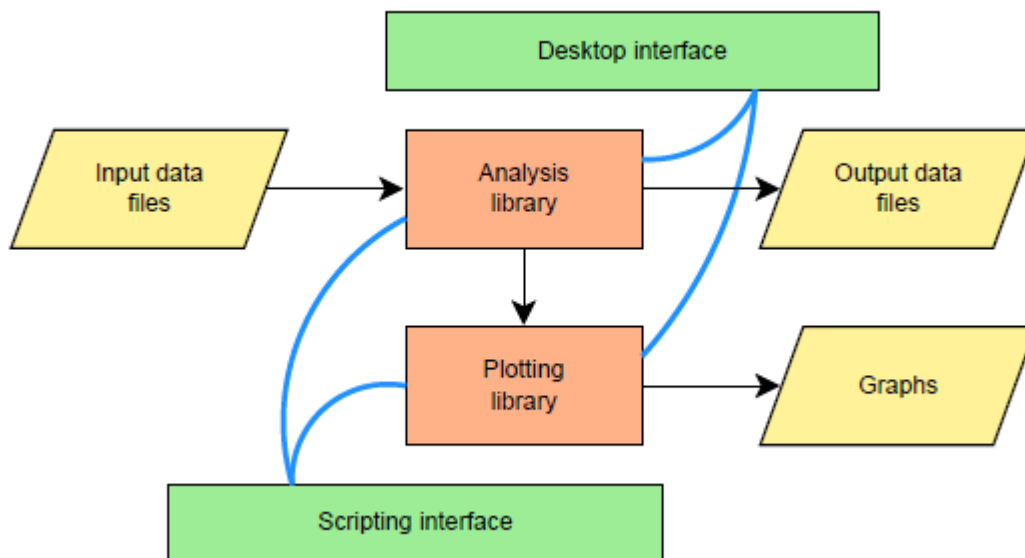 Desktop interface
Input data
files
Analysis
library
Output data
files
Plotting
library
Graphs
Scripting interface